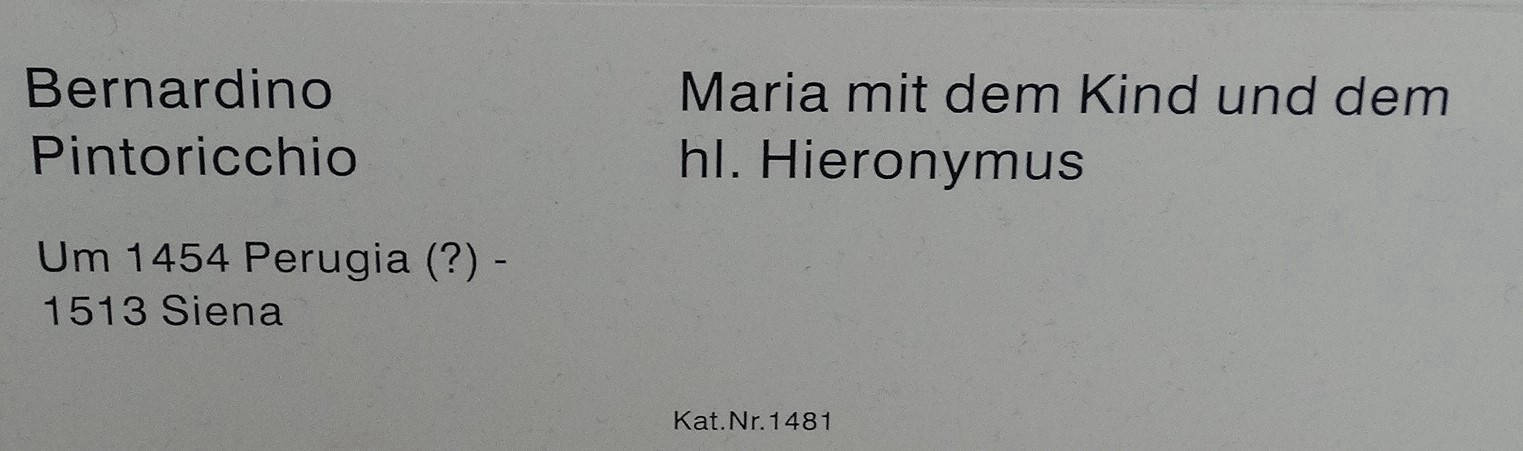 Bernardino
Pintoricchio
Um 1454 Perugia (?) -
1513 Siena
Maria mit dem Kind und dem
hl. Hieronymus
Kat.Nr.1481